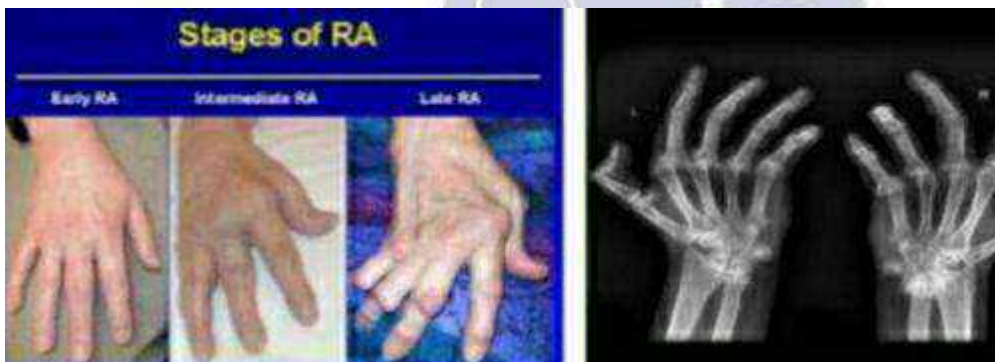 Stages of RA
Early RA
Intermediate RA
Late RA
L
R